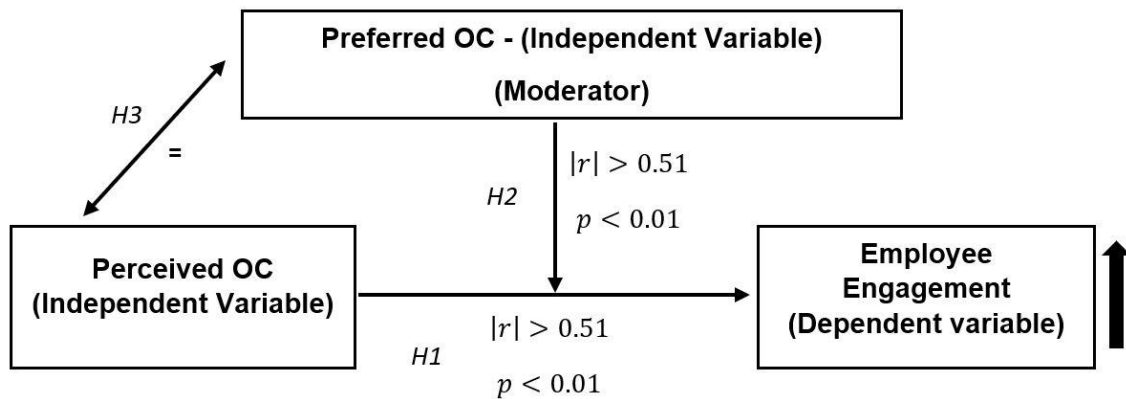 Preferred OC - (Independent Variable)
(Moderator)
H3
=
|r| > 0.51
H2
p < 0.01
Perceived OC
(Independent Variable)
Employee
Engagement
(Dependent variable)
|r| > 0.51
H1
p < 0.01